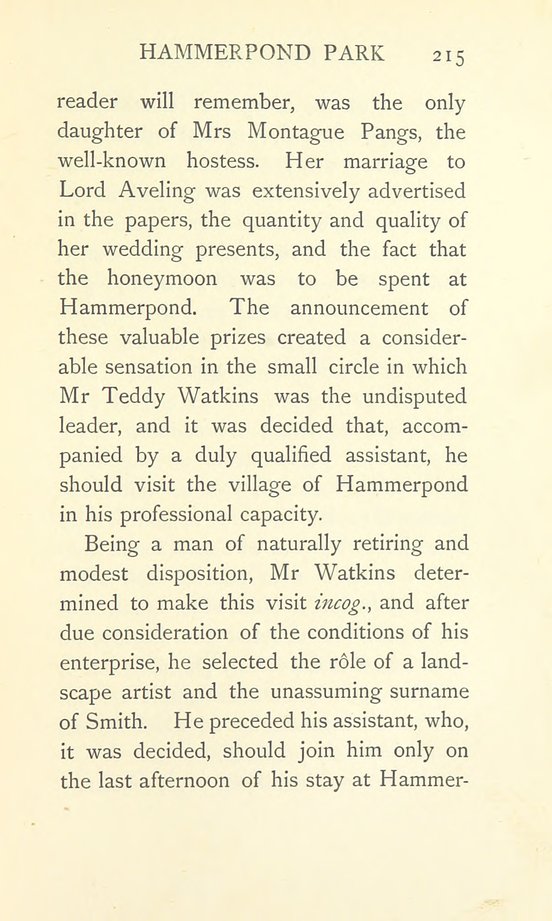 HAMMERPOND PARK 215
reader will remember, was the only
daughter of Mrs Montague Pangs, the
well-known hostess. Her marriage to
Lord Aveling was extensively advertised
in the papers, the quantity and quality of
her wedding presents, and the fact that
the honeymoon was to be spent at
Hammerpond. The announcement of
these valuable prizes created a consider-
able sensation in the small circle in which
Mr Teddy Watkins was the undisputed
leader, and it was decided that, accom-
panied by a duly qualified assistant, he
should visit the village of Hammerpond
in his professional capacity.
Being a man of naturally retiring and
modest disposition, Mr Watkins deter-
mined to make this visit incog., and after
due consideration of the conditions of his
enterprise, he selected the rôle of a land-
scape artist and the unassuming surname
of Smith. He preceded his assistant, who,
it was decided, should join him only on
the last afternoon of his stay at Hammer-